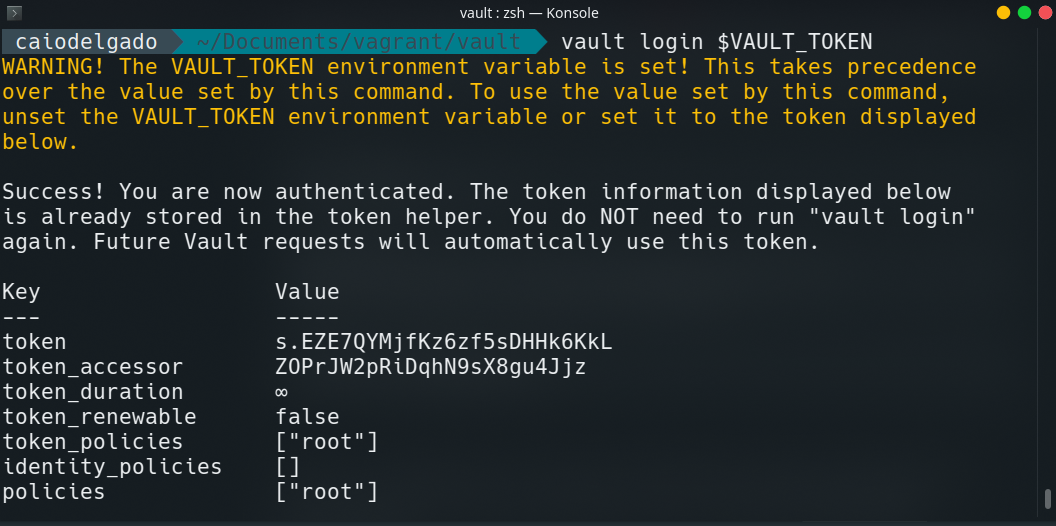 vault : zsh — Konsole
caiodelgado ~/Documents/vagrant/vault vault login $VAULT_TOKEN
WARNING! The VAULT_TOKEN environment variable is set! This takes precedence
over the value set by this command. To use the value set by this command,
unset the VAULT_TOKEN environment variable or set it to the token displayed
below.

Success! You are now authenticated. The token information displayed below
is already stored in the token helper. You do NOT need to run "vault login"
again. Future Vault requests will automatically use this token.

Key                  Value
---                  -----
token                s.EZE7QYMjfKz6zf5sDHHk6KkL
token_accessor       ZOPrJW2pRiDqhN9sX8gu4Jjz
token_duration       ∞
token_renewable      false
token_policies       ["root"]
identity_policies    []
policies             ["root"]